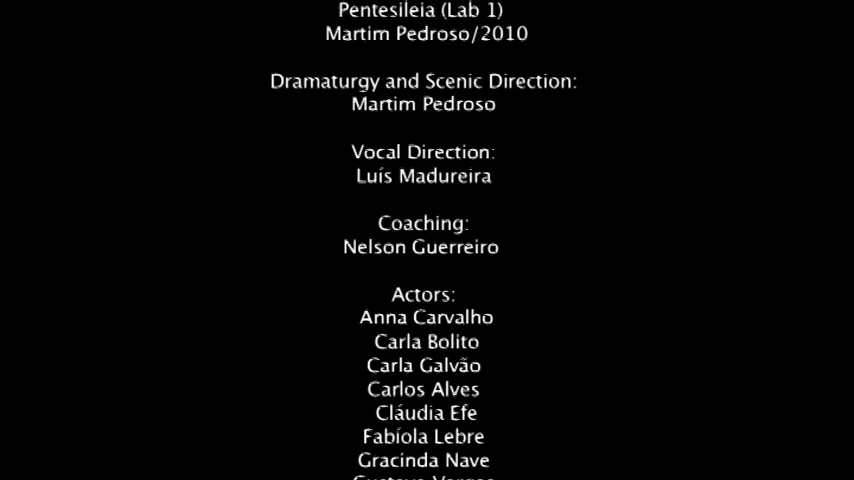 Pentesileia (Lab 1)
Martim Pedroso/2010
Dramaturgy and Scenic Direction:
Martim Pedroso
Vocal Direction:
Luís Madureira
Coaching:
Nelson Guerreiro
Actors:
Anna Carvalho
Carla Bolito
Carla Galvão
Carlos Alves
Cláudia Efe
Fabíola Lebre
Gracinda Nave